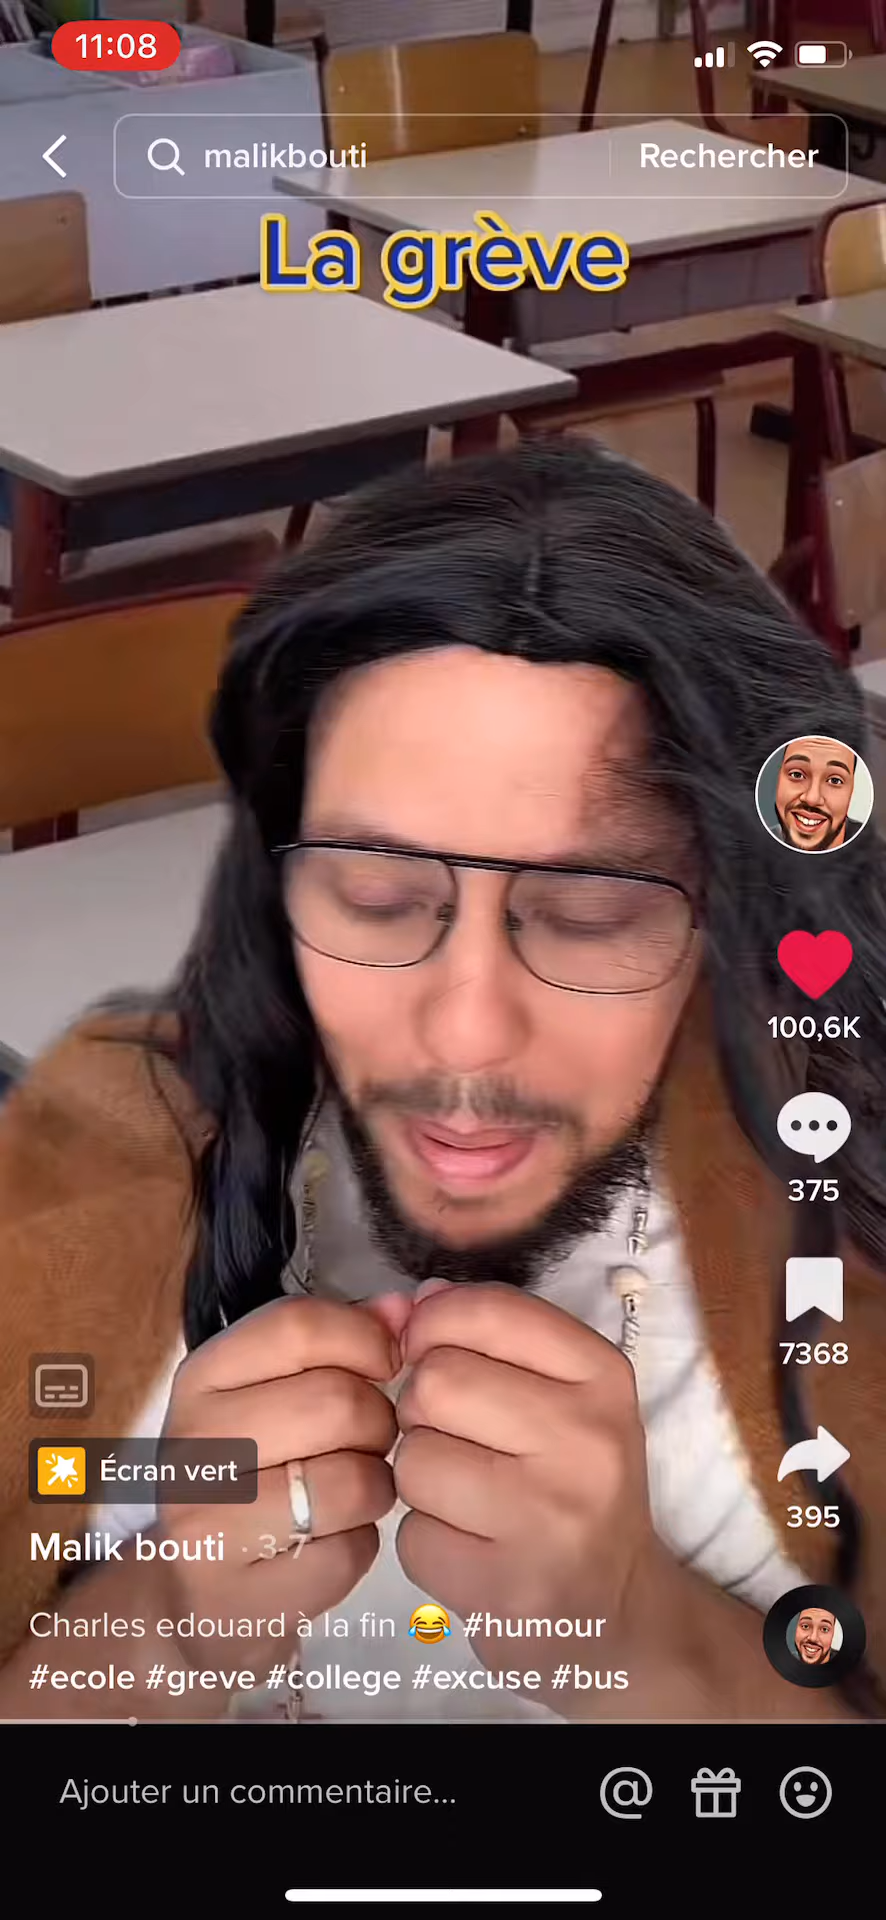 11:08
malikbouti
Rechercher
La grève
100,6K
375
7368
395
Écran vert
Malik bouti · 3-7
Charles edouard à la fin 😂 #humour
#ecole #greve #college #excuse #bus
Ajouter un commentaire...